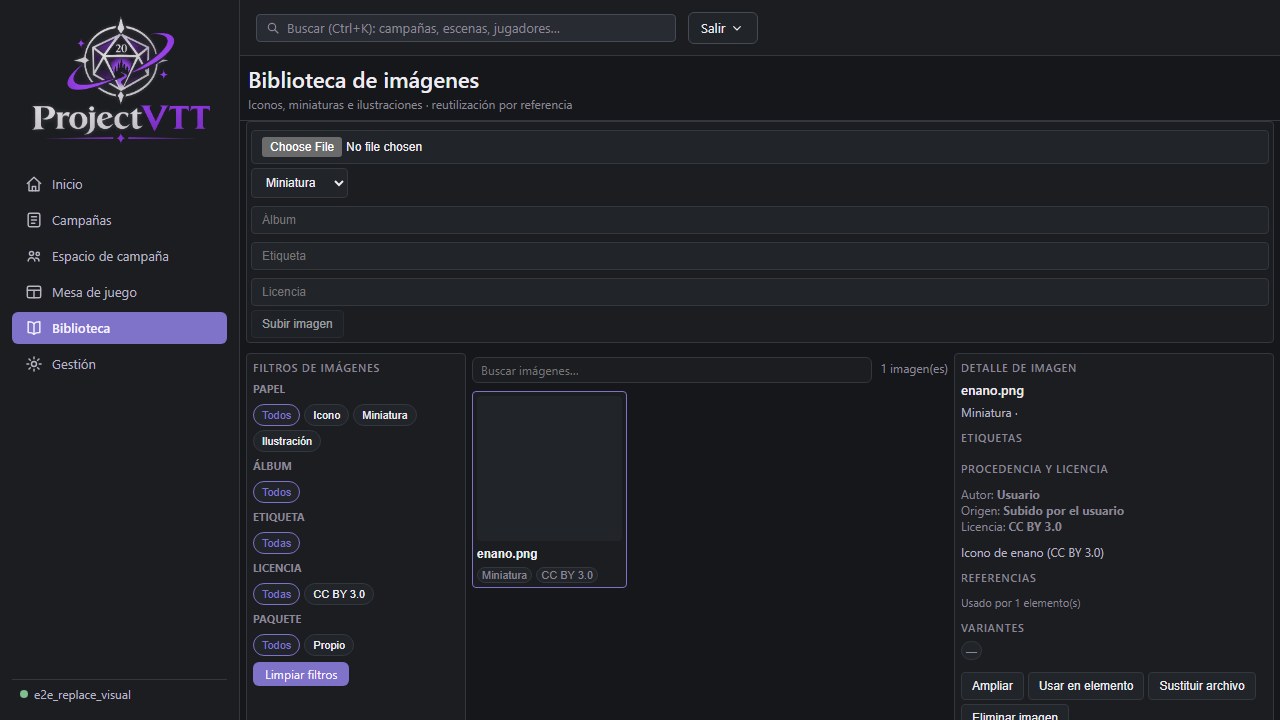 20
ProjectVTT
Inicio
Campañas
Espacio de campaña
Mesa de juego
Biblioteca
Gestión
e2e_replace_visual
Buscar (Ctrl+K): campañas, escenas, jugadores...
Salir
Biblioteca de imágenes
Iconos, miniaturas e ilustraciones · reutilización por referencia
Choose File No file chosen
Miniatura
Álbum
Etiqueta
Licencia
Subir imagen
FILTROS DE IMÁGENES
PAPEL
Todos Icono Miniatura
Ilustración
ÁLBUM
Todos
ETIQUETA
Todas
LICENCIA
Todas CC BY 3.0
PAQUETE
Todos Propio
Limpiar filtros
Buscar imágenes...
1 imagen(es)
enano.png
Miniatura CC BY 3.0
DETALLE DE IMAGEN
enano.png
Miniatura ·
ETIQUETAS
PROCEDENCIA Y LICENCIA
Autor: Usuario
Origen: Subido por el usuario
Licencia: CC BY 3.0
Icono de enano (CC BY 3.0)
REFERENCIAS
Usado por 1 elemento(s)
VARIANTES
—
Ampliar Usar en elemento Sustituir archivo
Eliminar imagen